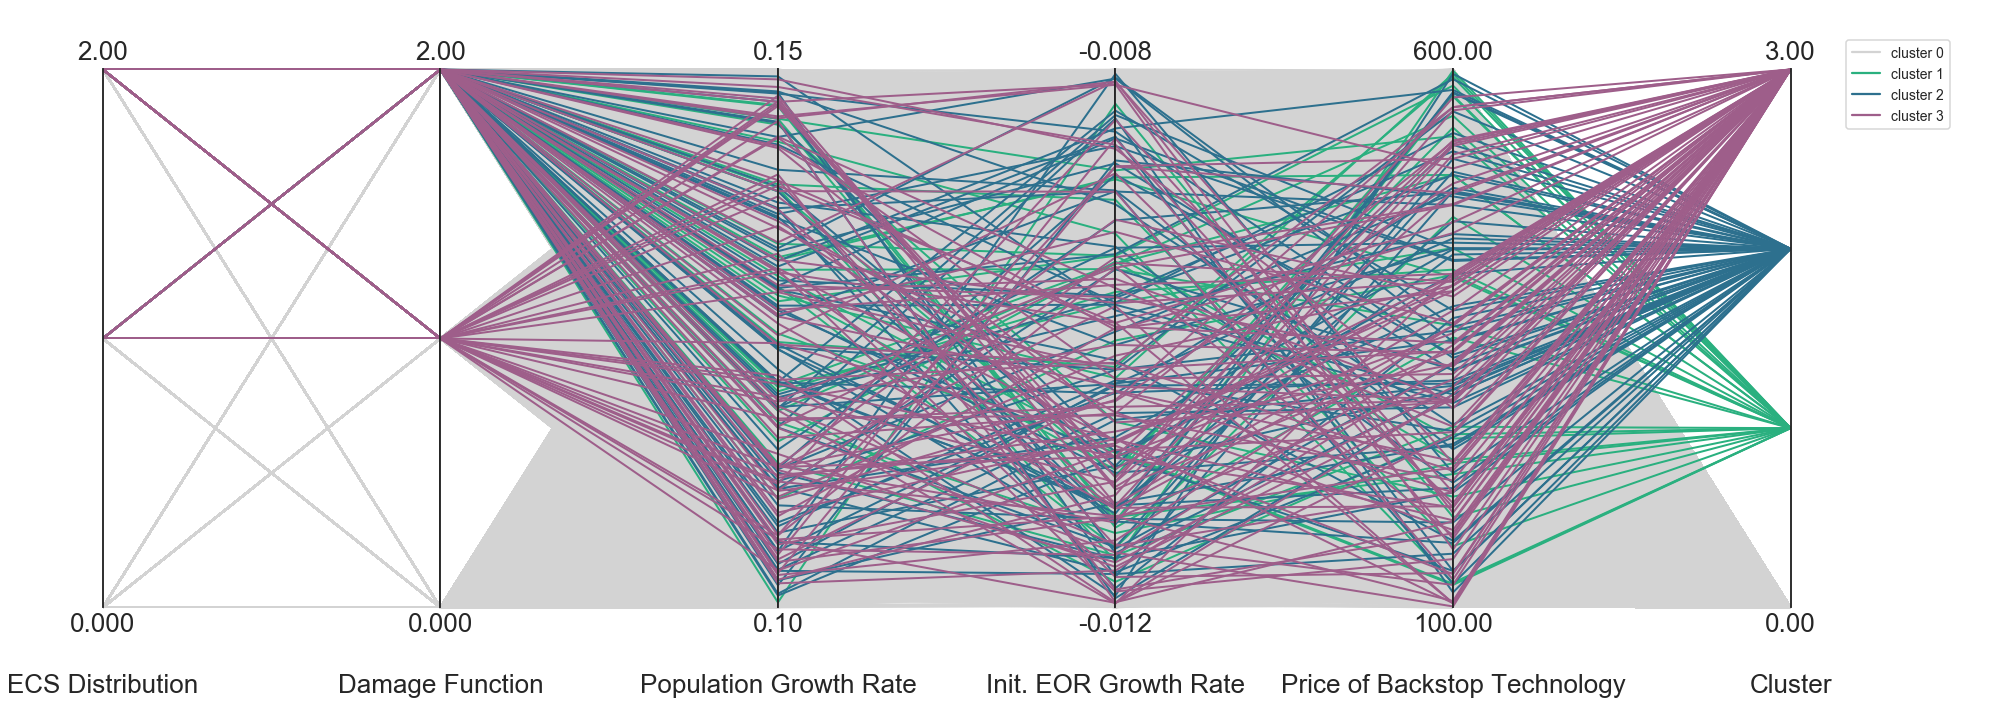 2.00 2.00 0.15 -0.008 600.00 3.00
cluster 0
cluster 1
cluster 2
cluster 3
0.000 0.000 0.10 -0.012 100.00 0.00
ECS Distribution Damage Function Population Growth Rate Init. EOR Growth Rate Price of Backstop Technology Cluster